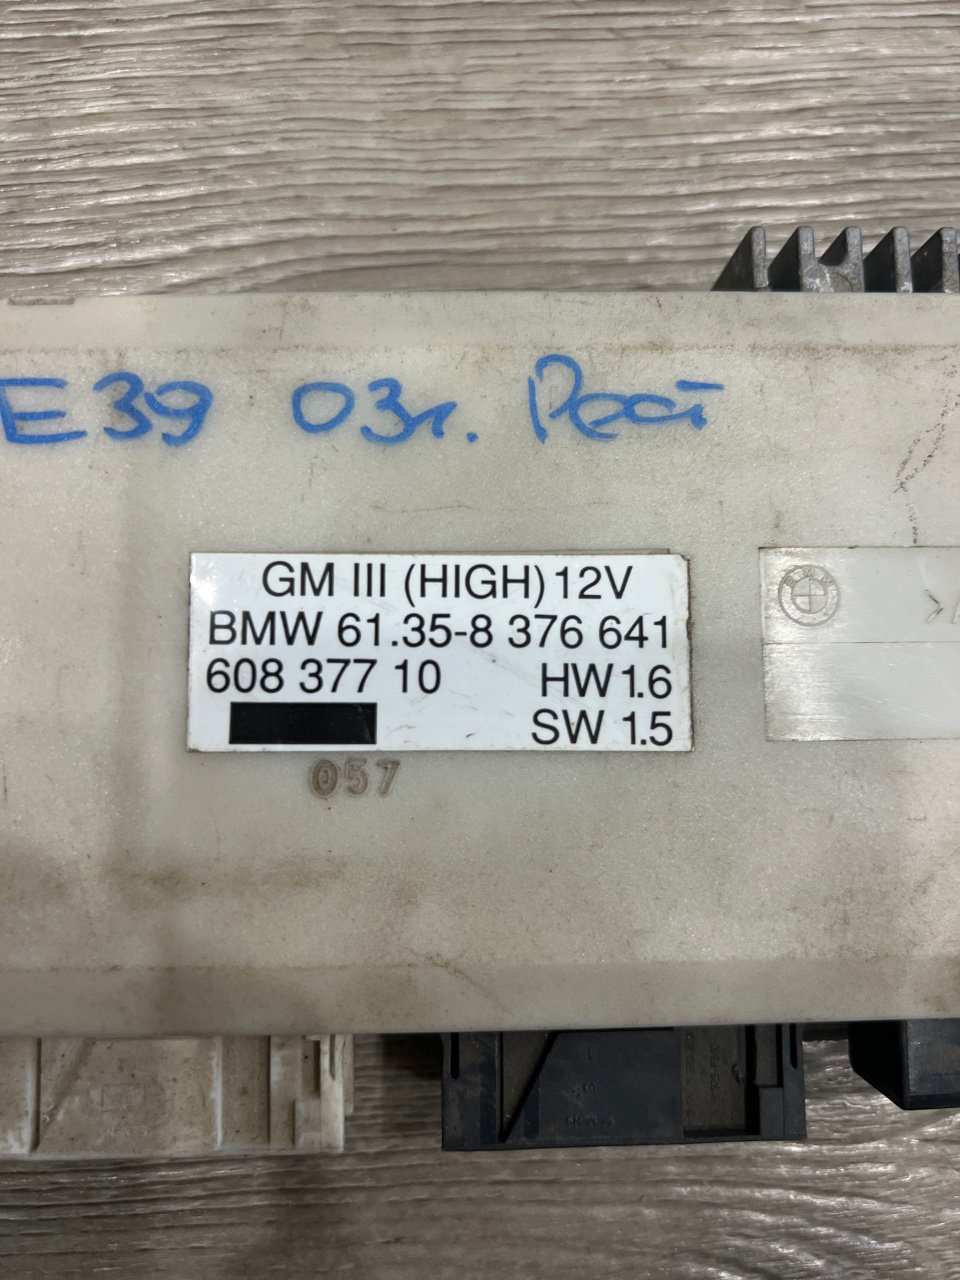 E39 03г. Рест
GM III (HIGH) 12V
BMW 61.35-8 376 641
608 377 10 HW 1.6
SW 1.5
057
BMW